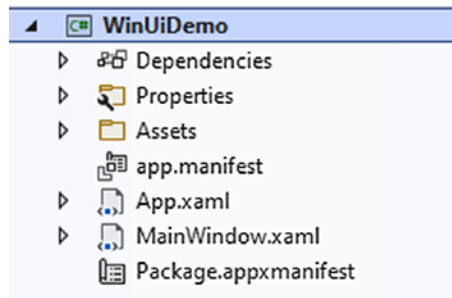 C# WinUiDemo
Dependencies
Properties
Assets
app.manifest
App.xaml
MainWindow.xaml
Package.appxmanifest